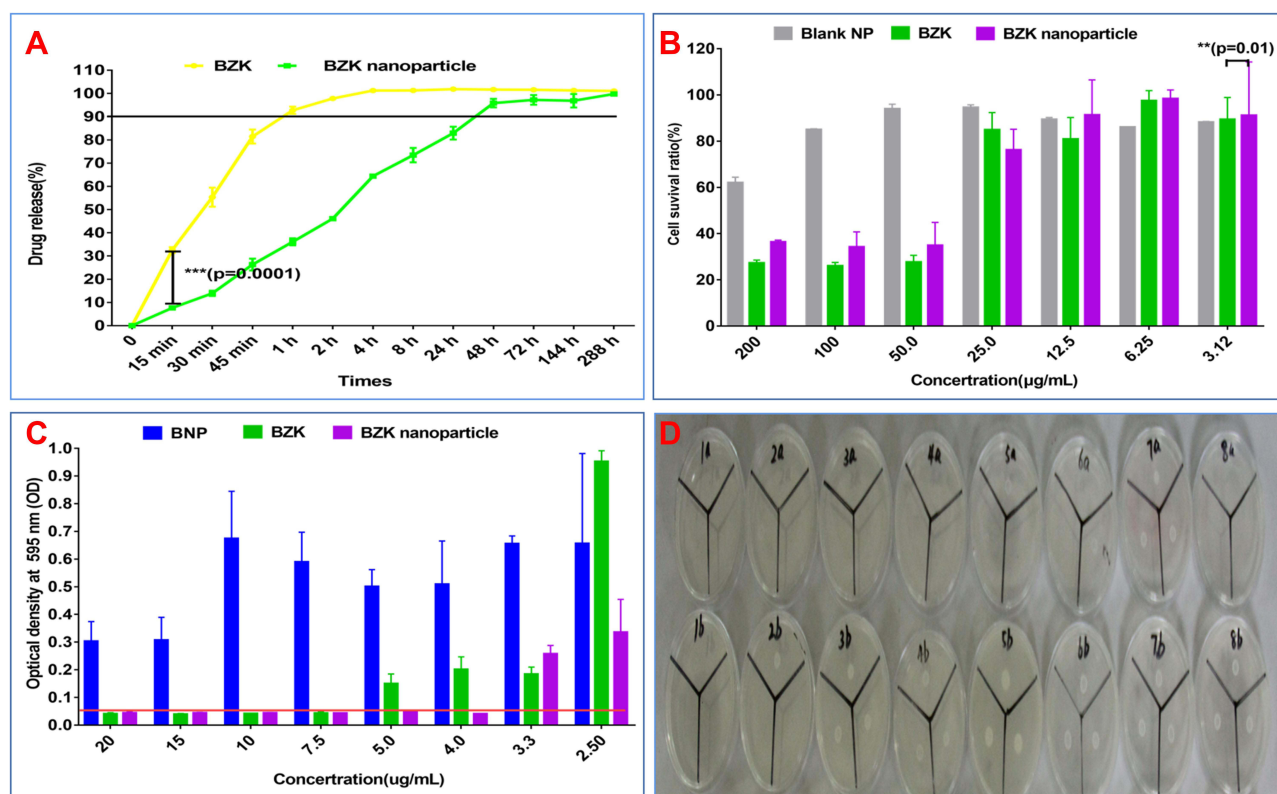 A
BZK BZK nanoparticle
Drug release(%)
110
100
90
80
70
60
50
40
30
20
10
0
***(p=0.0001)
0 15 min 30 min 45 min 1 h 2 h 4 h 8 h 24 h 48 h 72 h 144 h 288 h
Times
B
Blank NP BZK BZK nanoparticle
**(p=0.01)
Cell suvival ratio(%)
120
100
80
60
40
20
0
200 100 50.0 25.0 12.5 6.25 3.12
Concertration(µg/mL)
C
BNP BZK BZK nanoparticle
Optical density at 595 nm (OD)
1.0
0.9
0.8
0.7
0.6
0.5
0.4
0.3
0.2
0.1
0.0
20 15 10 7.5 5.0 4.0 3.3 2.50
Concertration(ug/mL)
D
1a 2a 3a 4a 5a 6a 7a 8a
1b 2b 3b 4b 5b 6b 7b 8b